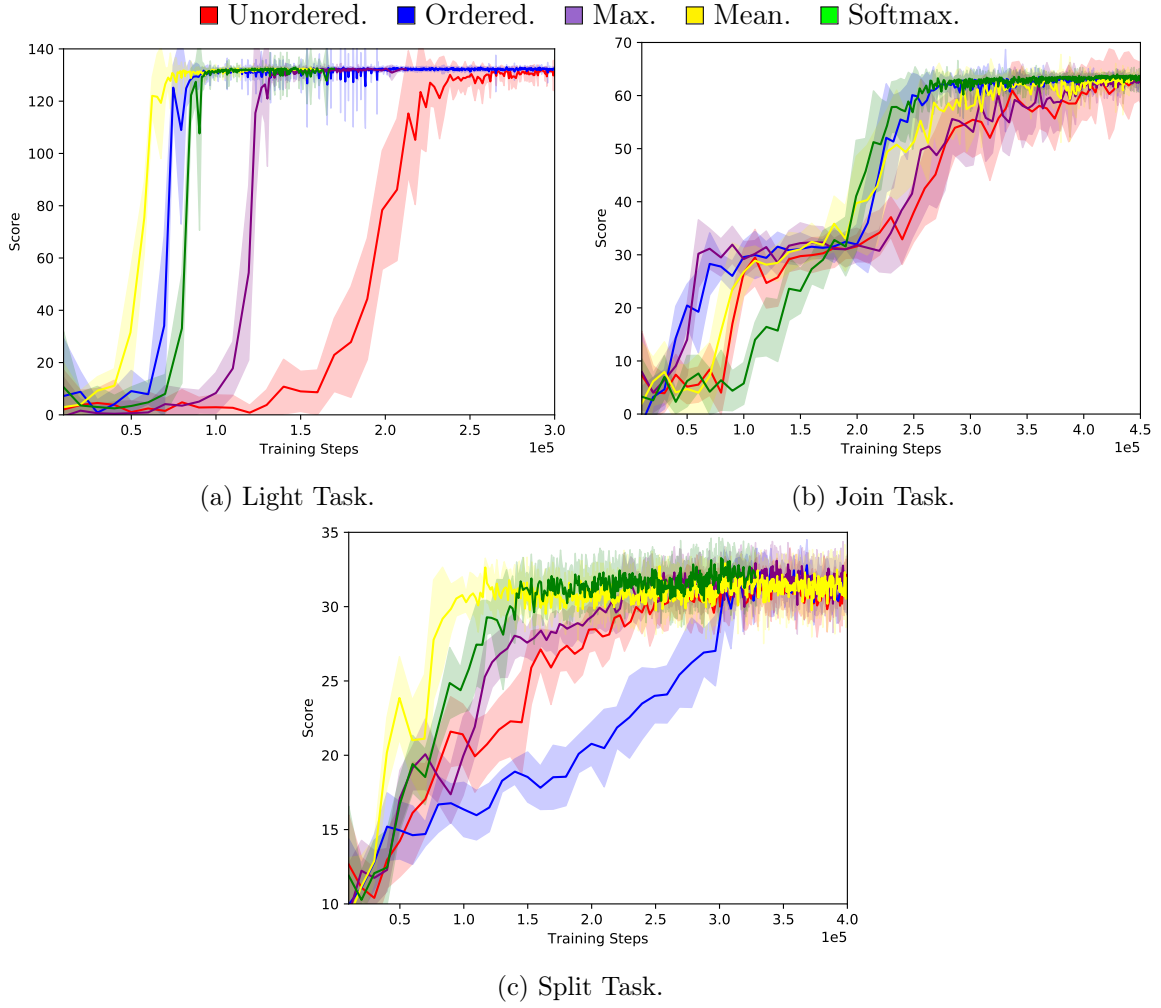 Unordered. Ordered. Max. Mean. Softmax.
140
120
100
80
60
40
20
0
Score
0.5 1.0 1.5 2.0 2.5 3.0
Training Steps
1e5
(a) Light Task.
70
60
50
40
30
20
10
0
Score
0.5 1.0 1.5 2.0 2.5 3.0 3.5 4.0 4.5
Training Steps
1e5
(b) Join Task.
35
30
25
20
15
10
Score
0.5 1.0 1.5 2.0 2.5 3.0 3.5 4.0
Training Steps
1e5
(c) Split Task.